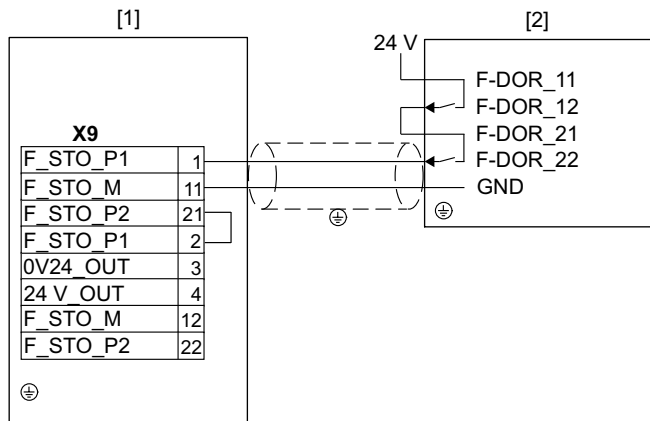 [1]
[2]
24 V
F-DOR_11
F-DOR_12
F-DOR_21
F-DOR_22
GND
X9
F_STO_P1 1
F_STO_M 11
F_STO_P2 21
F_STO_P1 2
0V24_OUT 3
24 V_OUT 4
F_STO_M 12
F_STO_P2 22